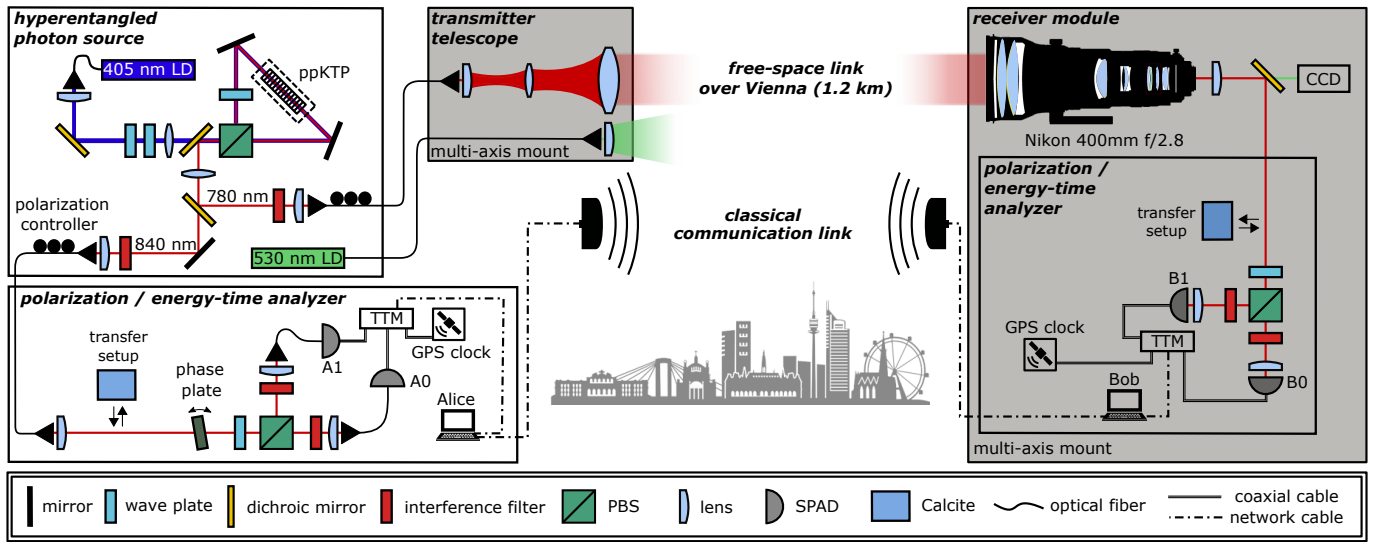 hyperentangled
photon source
405 nm LD
ppKTP
780 nm
polarization
controller
840 nm
530 nm LD
transmitter
telescope
multi-axis mount
free-space link
over Vienna (1.2 km)
classical
communication link
receiver module
CCD
Nikon 400mm f/2.8
polarization /
energy-time
analyzer
transfer
setup
B1
TTM
GPS clock
B0
Bob
multi-axis mount
polarization / energy-time analyzer
TTM
transfer
setup
GPS clock
A1
A0
phase
plate
Alice
mirror
wave plate
dichroic mirror
interference filter
PBS
lens
SPAD
Calcite
optical fiber
coaxial cable
network cable